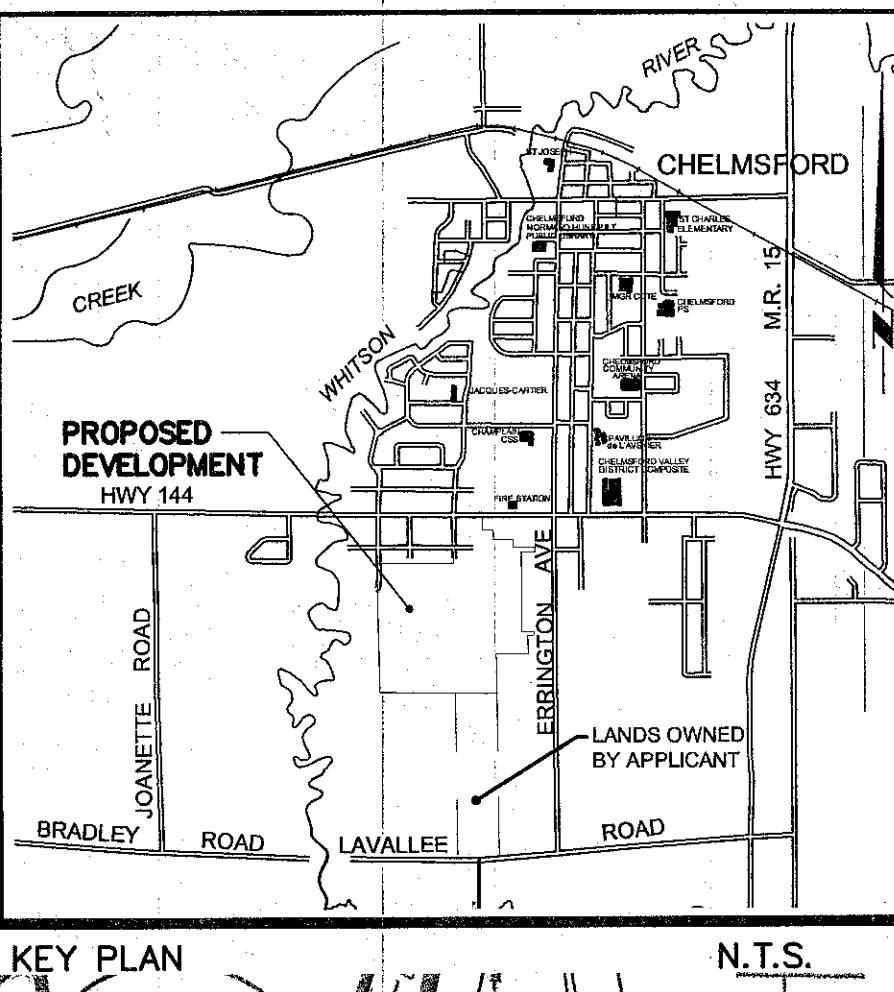 RIVER
CHELMSFORD
ST JOSEPH
CHELMSFORD
PUBLIC LIBRARY
ST CHARLES
ELEMENTARY
M.R. 15
CREEK
MGR COTE
CHELMSFORD
PS
WHITSON
CHELMSFORD
COMMUNITY
ARENA
JACQUES-CARTIER
HWY 634
PROPOSED
DEVELOPMENT
CHAMPLAIN
CSS
PAVILLON
de L'AVENIR
CHELMSFORD VALLEY
DISTRICT COMPOSITE
HWY 144
FIRE STATION
ERRINGTON AVE
JOANETTE ROAD
LANDS OWNED
BY APPLICANT
BRADLEY ROAD LAVALLEE ROAD
KEY PLAN N.T.S.